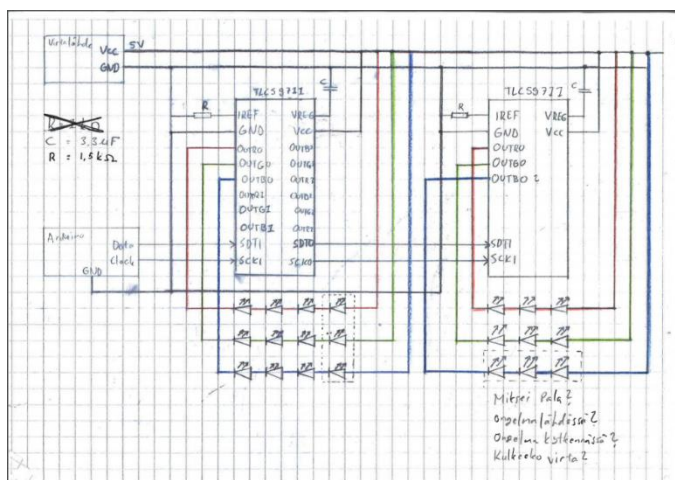 Virtalähde
Vcc
5V
GND
R
C = 3,3 uF
R = 1,5 kΩ
TLC59711
IREF
GND
OUTR0
OUTG0
OUTB0
OUTG1
OUTB1
SDTI
SCKI
VREG
Vcc
SDTO
SCKO
C
Arduino
Data
Clock
GND
TLC59711
R
C
IREF
GND
OUTR0
OUTG0
OUTB0 ?
SDTI
SCKI
VREG
Vcc
Miksei Pala?
Ongelma lähdössä?
Ongelma kytkennässä?
Kulkeeko virta?